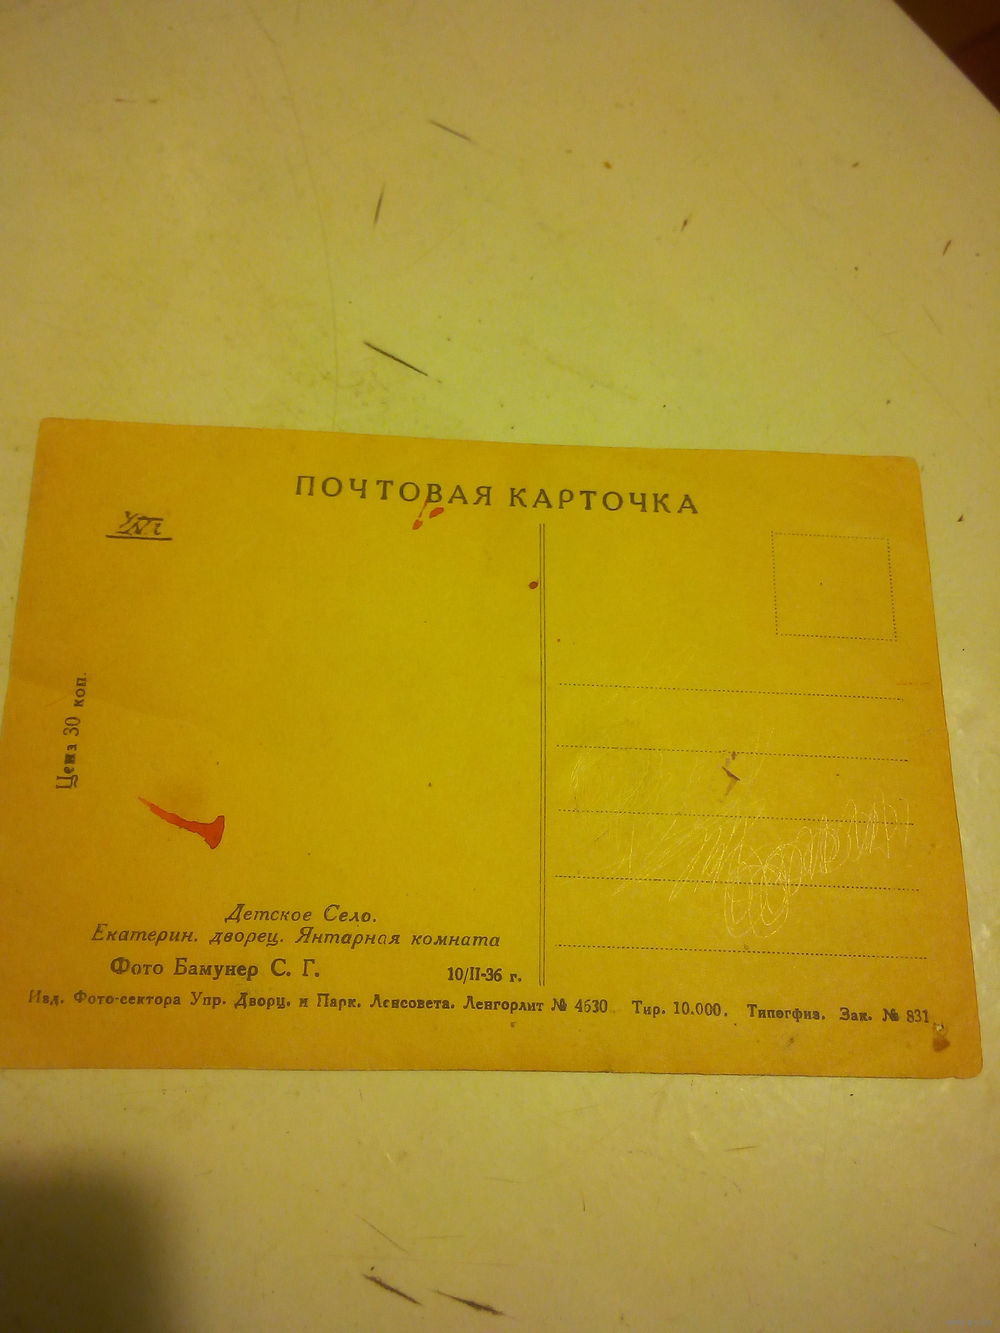 ПОЧТОВАЯ КАРТОЧКА
Цена 30 коп.
Детское Село.
Екатерин. дворец. Янтарная комната
Фото Бамунер С. Г. 10/II-36 г.
Изд. Фото-сектора Упр. Дворц. и Парк. Ленсовета. Ленгорлит № 4630 Тир. 10.000. Типогфиз. Зак. № 831